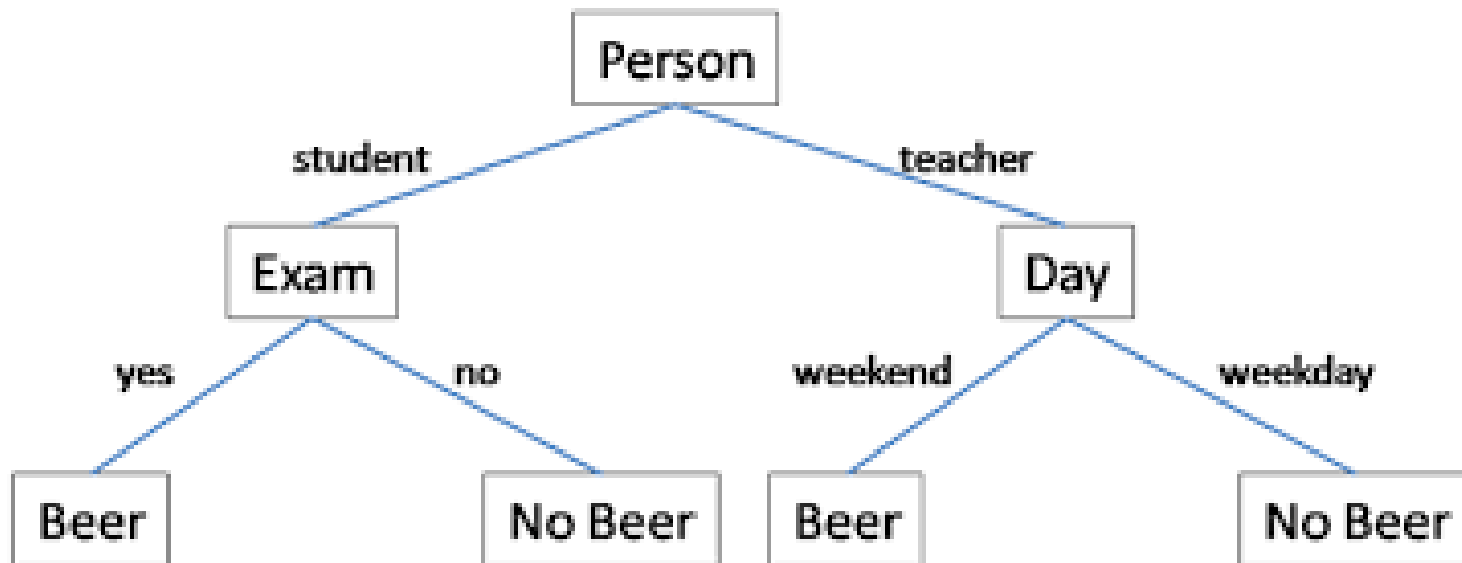 Person
student teacher
Exam Day
yes no weekend weekday
Beer No Beer Beer No Beer